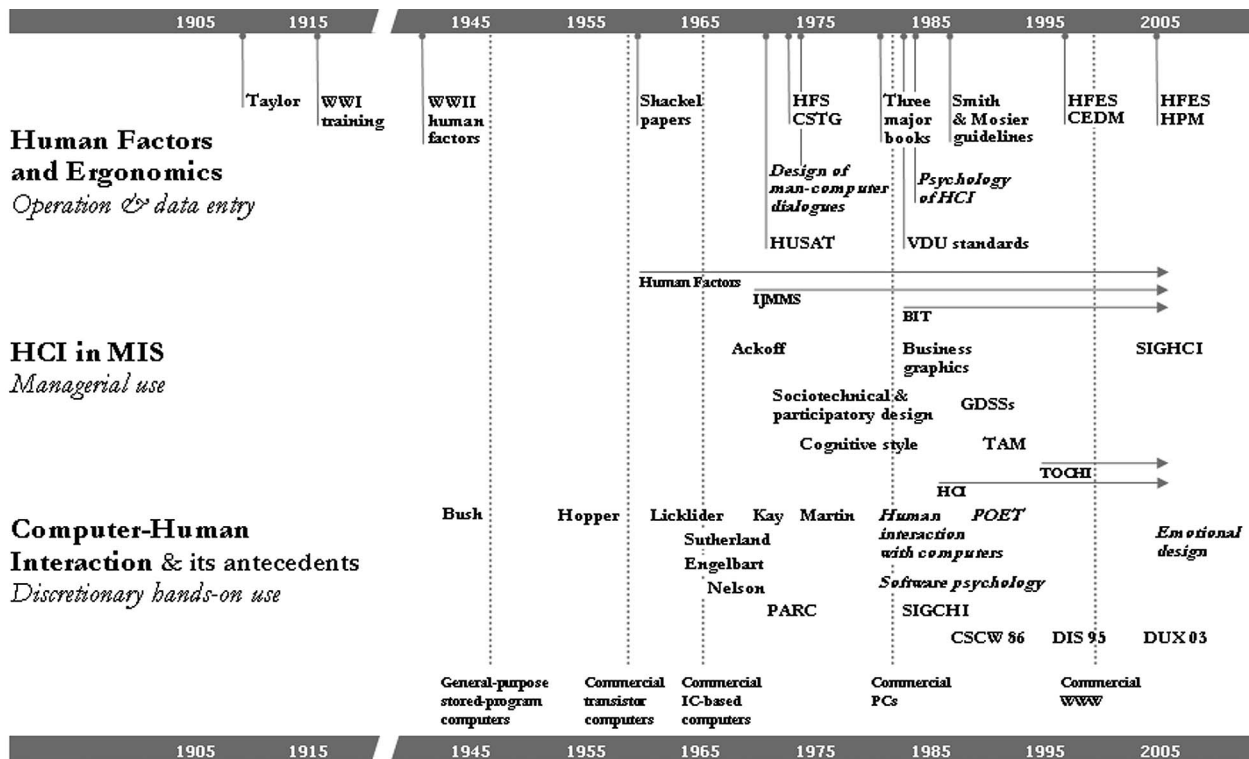 1905 1915 1945 1955 1965 1975 1985 1995 2005
Taylor
WWI
training
WWII
human
factors
Shackel
papers
HFS
CSTG
Three
major
books
Smith
& Mosier
guidelines
HFES
CEDM
HFES
HPM
Human Factors
and Ergonomics
Operation & data entry
Design of
man-computer
dialogues
Psychology
of HCI
HUSAT
VDU standards
Human Factors
IJMMS
BIT
HCI in MIS
Managerial use
Ackoff
Business
graphics
SIGHCI
Sociotechnical &
participatory design
GDSSs
Cognitive style
TAM
TOCHI
HCI
Computer-Human
Interaction & its antecedents
Discretionary hands-on use
Bush
Hopper
Licklider
Kay
Martin
Human
interaction
with computers
POET
Emotional
design
Sutherland
Engelbart
Nelson
Software psychology
PARC
SIGCHI
CSCW 86
DIS 95
DUX 03
General-purpose
stored-program
computers
Commercial
transistor
computers
Commercial
IC-based
computers
Commercial
PCs
Commercial
WWW
1905 1915 1945 1955 1965 1975 1985 1995 2005